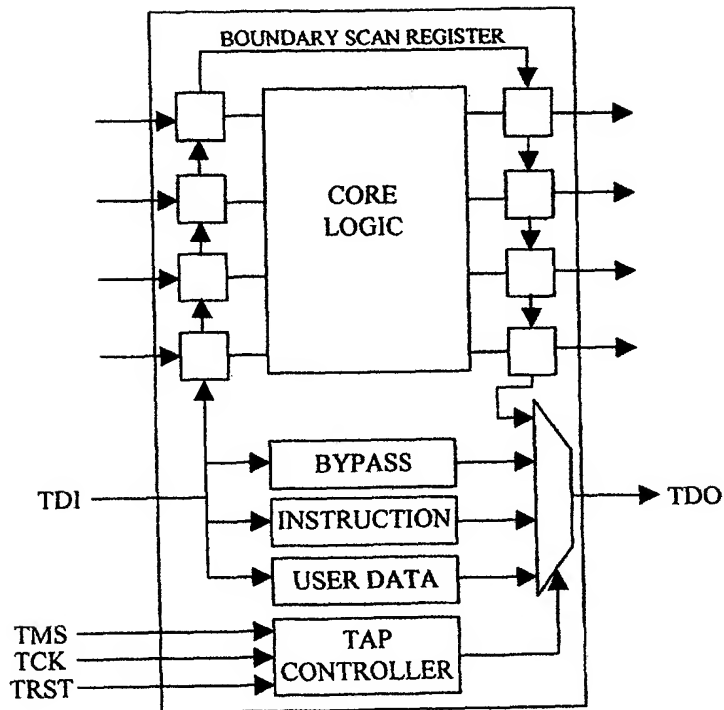 BOUNDARY SCAN REGISTER
CORE
LOGIC
BYPASS
TDI
TDO
INSTRUCTION
USER DATA
TMS
TCK
TRST
TAP
CONTROLLER